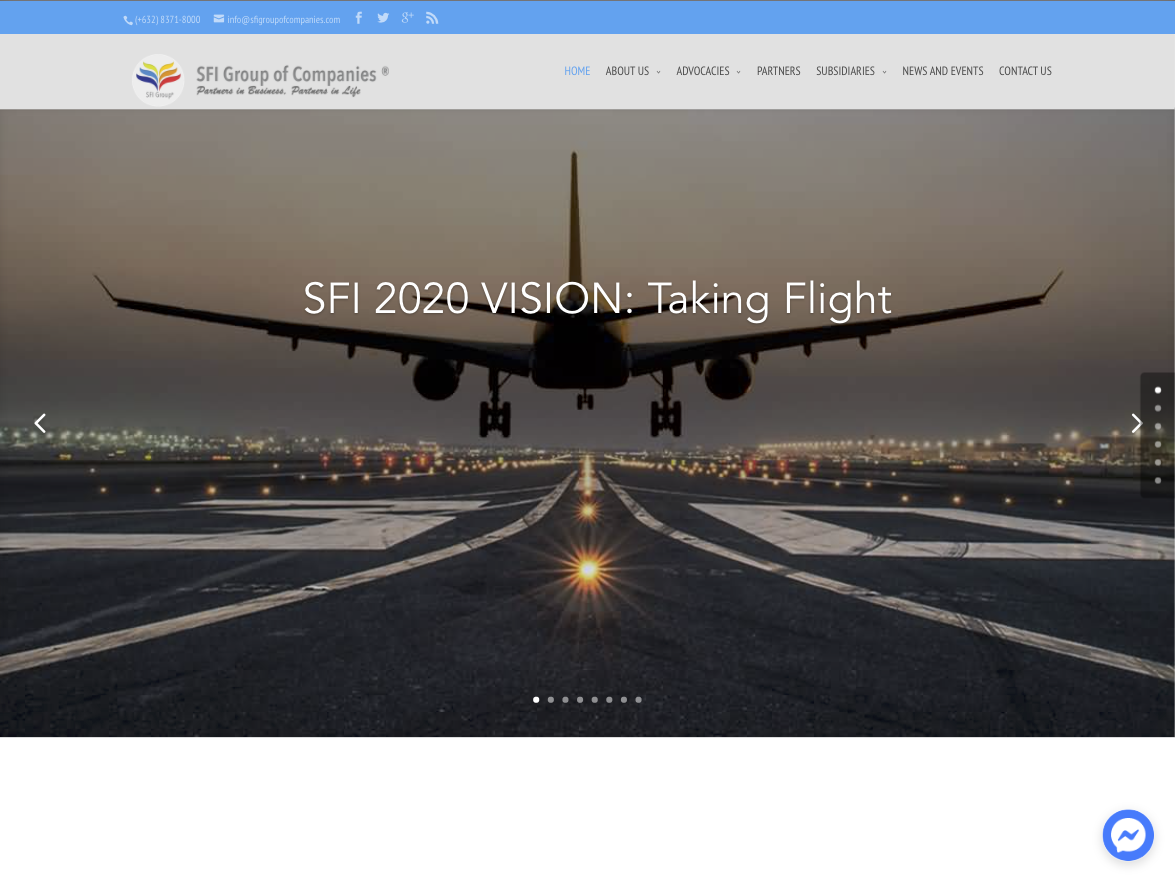 (+632) 8371-8000 info@sfigroupofcompanies.com
SFI Group of Companies ®
Partners in Business, Partners in Life
SFI Group®
HOME ABOUT US ADVOCACIES PARTNERS SUBSIDIARIES NEWS AND EVENTS CONTACT US
SFI 2020 VISION: Taking Flight